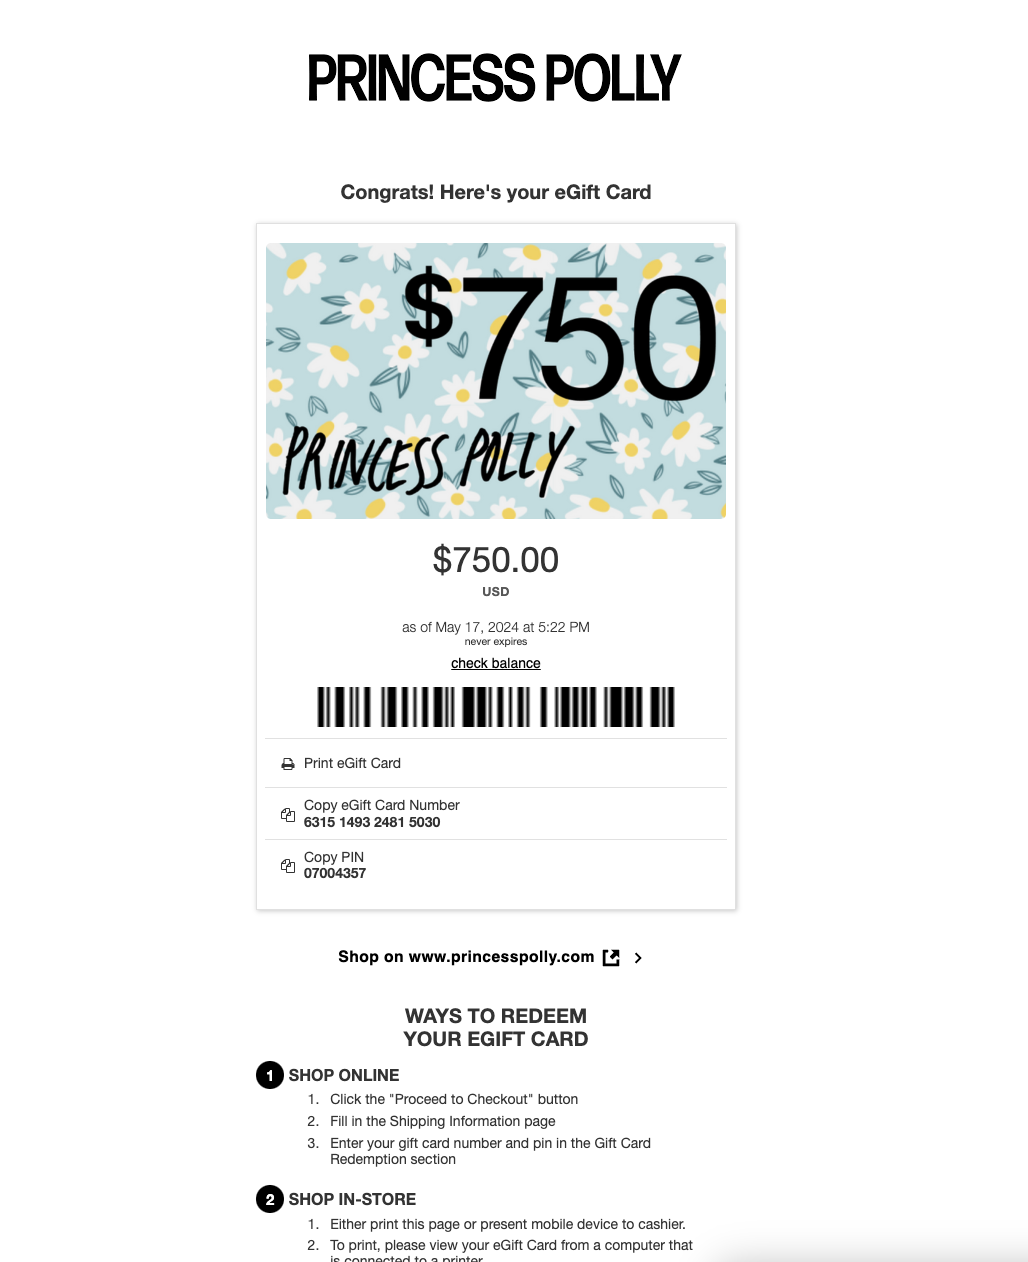 PRINCESS POLLY
Congrats! Here's your eGift Card
$750
PRINCESS POLLY
$750.00
USD
as of May 17, 2024 at 5:22 PM
never expires
check balance
Print eGift Card
Copy eGift Card Number
6315 1493 2481 5030
Copy PIN
07004357
Shop on www.princesspolly.com
WAYS TO REDEEM
YOUR EGIFT CARD
1 SHOP ONLINE
1. Click the "Proceed to Checkout" button
2. Fill in the Shipping Information page
3. Enter your gift card number and pin in the Gift Card
Redemption section
2 SHOP IN-STORE
1. Either print this page or present mobile device to cashier.
2. To print, please view your eGift Card from a computer that
is connected to a printer